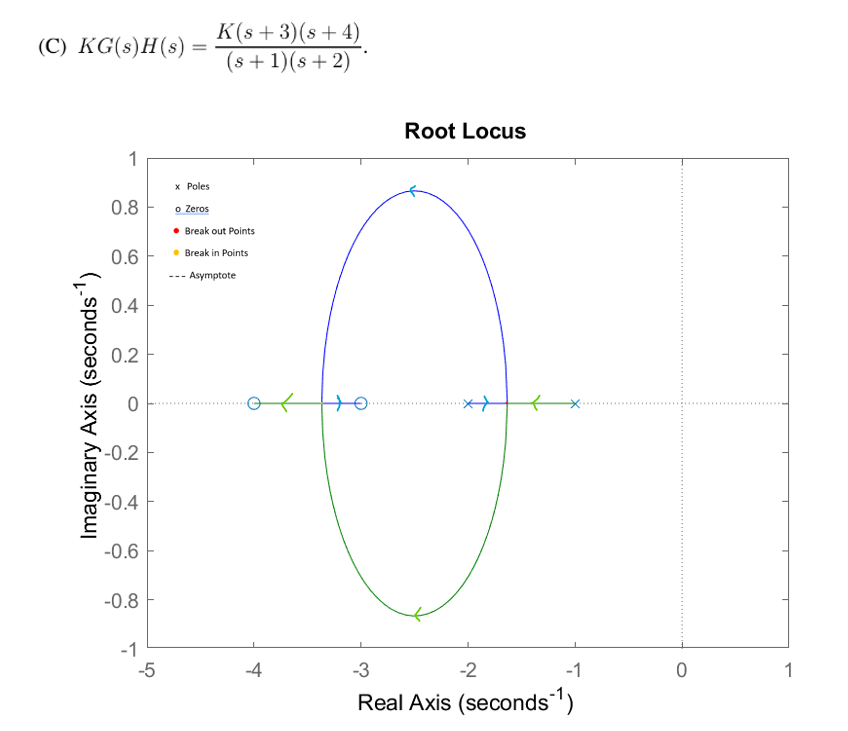 (C) KG(s)H(s) = K(s + 3)(s + 4) / (s + 1)(s + 2).
Root Locus
x Poles
o Zeros
Break out Points
Break in Points
--- Asymptote
1
0.8
0.6
0.4
0.2
0
-0.2
-0.4
-0.6
-0.8
-1
Imaginary Axis (seconds⁻¹)
-5 -4 -3 -2 -1 0 1
Real Axis (seconds⁻¹)